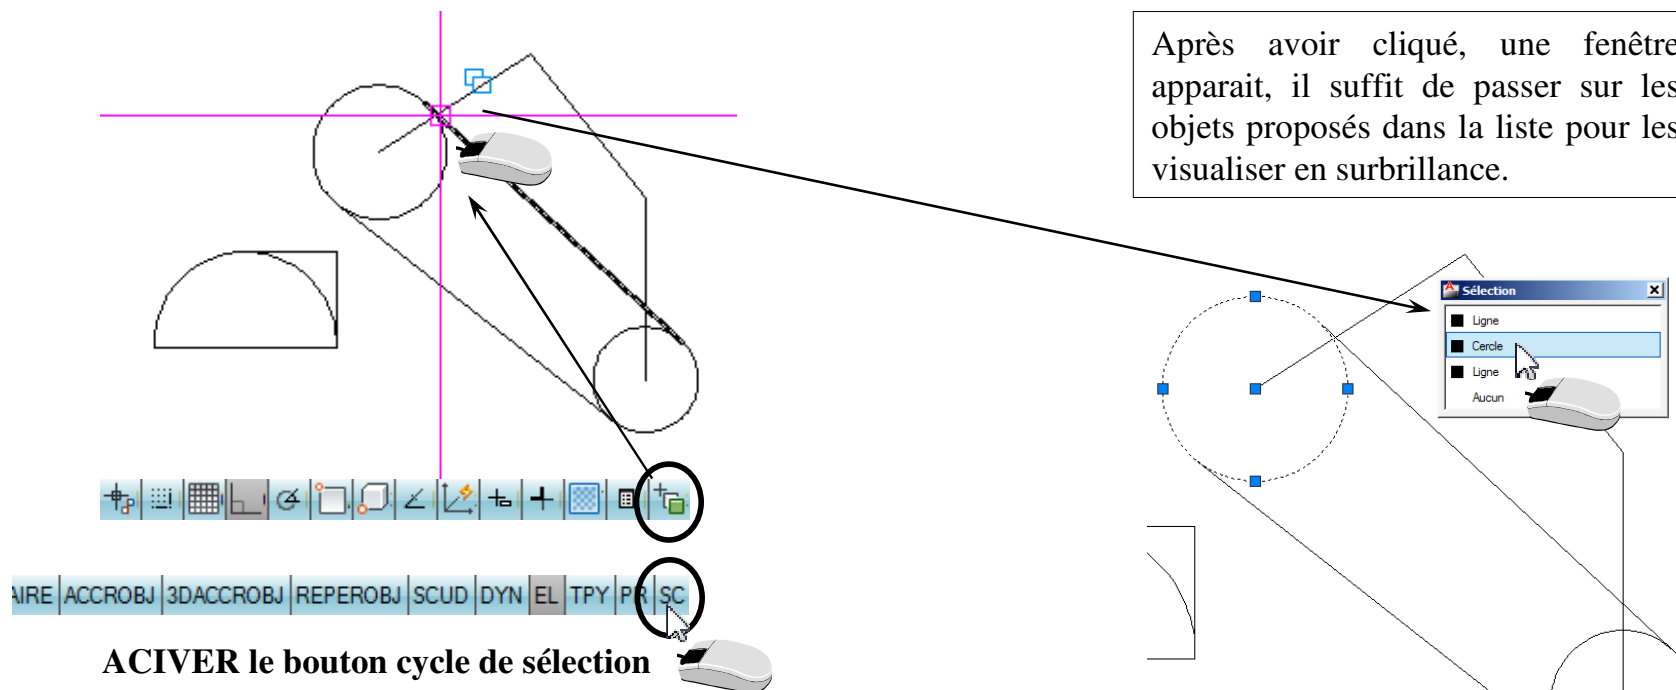 Après avoir cliqué, une fenêtre
apparait, il suffit de passer sur les
objets proposés dans la liste pour les
visualiser en surbrillance.
Sélection
Ligne
Cercle
Ligne
Aucun
AIRE ACCROBJ 3DACCROBJ REPEROBJ SCUD DYN EL TPY PR SC
ACIVER le bouton cycle de sélection